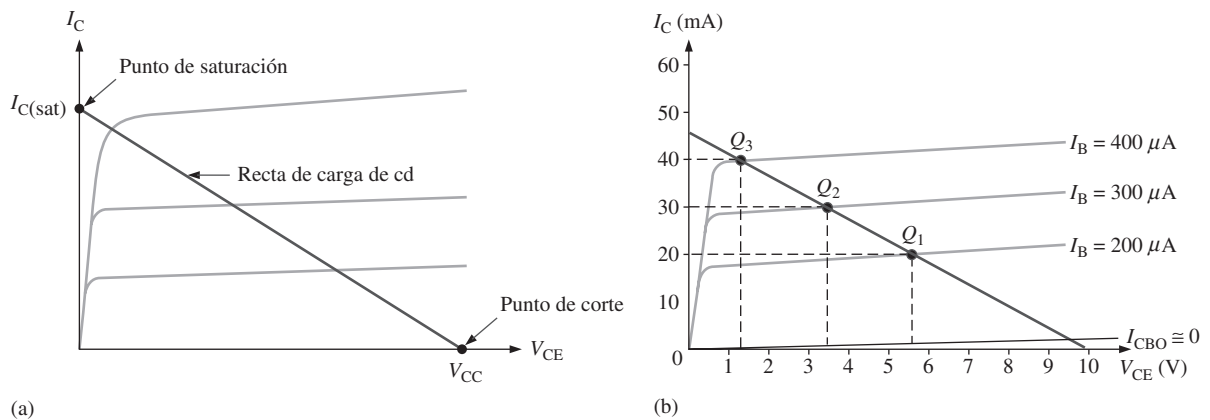 I_C
Punto de saturación
I_C(sat)
Recta de carga de cd
Punto de corte
V_CE
V_CC
(a)
I_C (mA)
60
50
40
30
20
10
0
Q_3
Q_2
Q_1
I_B = 400 μA
I_B = 300 μA
I_B = 200 μA
I_CBO ≅ 0
1 2 3 4 5 6 7 8 9 10
V_CE (V)
(b)